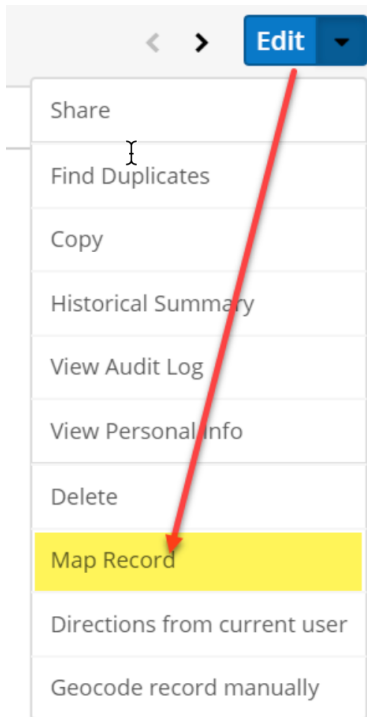 Edit
Share
Find Duplicates
Copy
Historical Summary
View Audit Log
View Personal Info
Delete
Map Record
Directions from current user
Geocode record manually